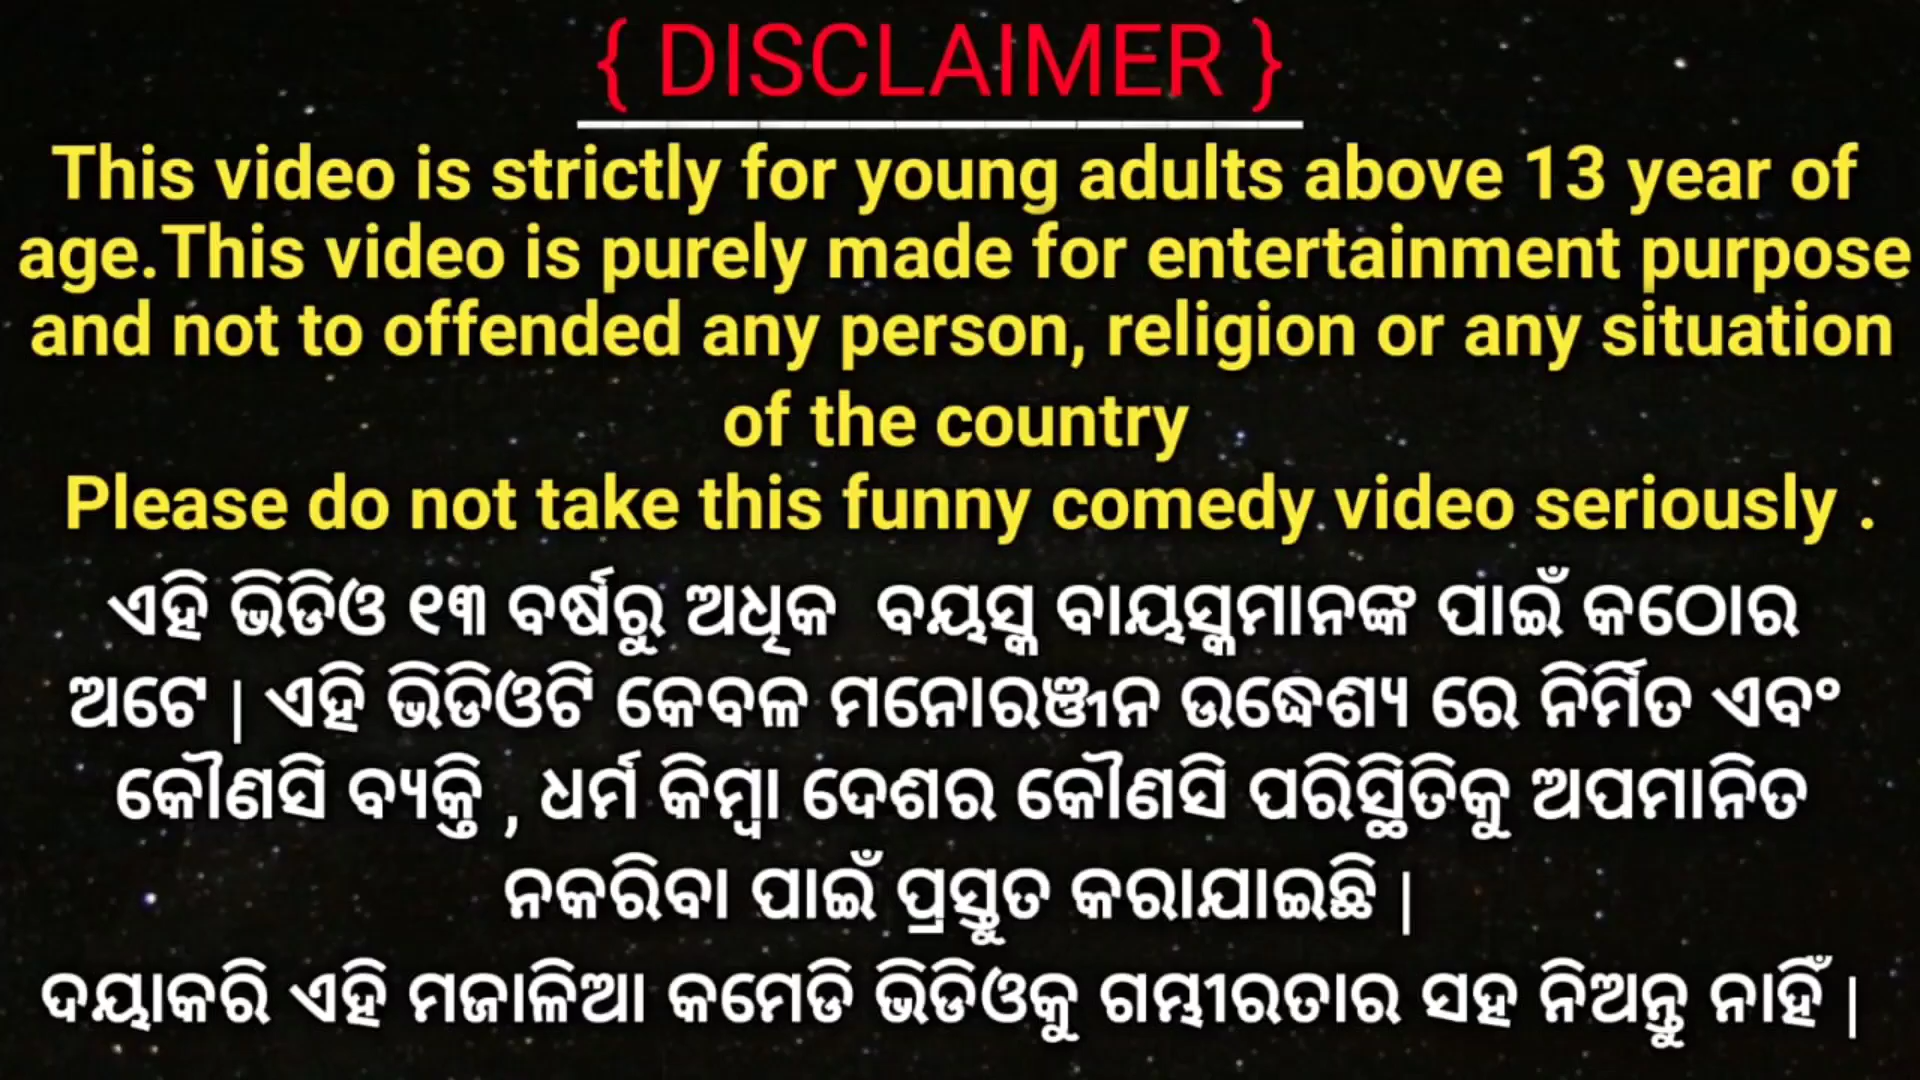 { DISCLAIMER }
This video is strictly for young adults above 13 year of
age.This video is purely made for entertainment purpose
and not to offended any person, religion or any situation
of the country
Please do not take this funny comedy video seriously .
ଏହି ଭିଡିଓ ୧୩ ବର୍ଷରୁ ଅଧିକ ବୟସ୍କ ବାୟସ୍କମାନଙ୍କ ପାଇଁ କଠୋର
ଅଟେ | ଏହି ଭିଡିଓଟି କେବଳ ମନୋରଞ୍ଜନ ଉଦ୍ଧେଶ୍ୟ ରେ ନିର୍ମିତ ଏବଂ
କୌଣସି ବ୍ୟକ୍ତି , ଧର୍ମ କିମ୍ବା ଦେଶର କୌଣସି ପରିସ୍ଥିତିକୁ ଅପମାନିତ
ନକରିବା ପାଇଁ ପ୍ରସ୍ତୁତ କରାଯାଇଛି |
ଦୟାକରି ଏହି ମଜାଳିଆ କମେଡି ଭିଡିଓକୁ ଗମ୍ଭୀରତାର ସହ ନିଅନ୍ତୁ ନାହିଁ |